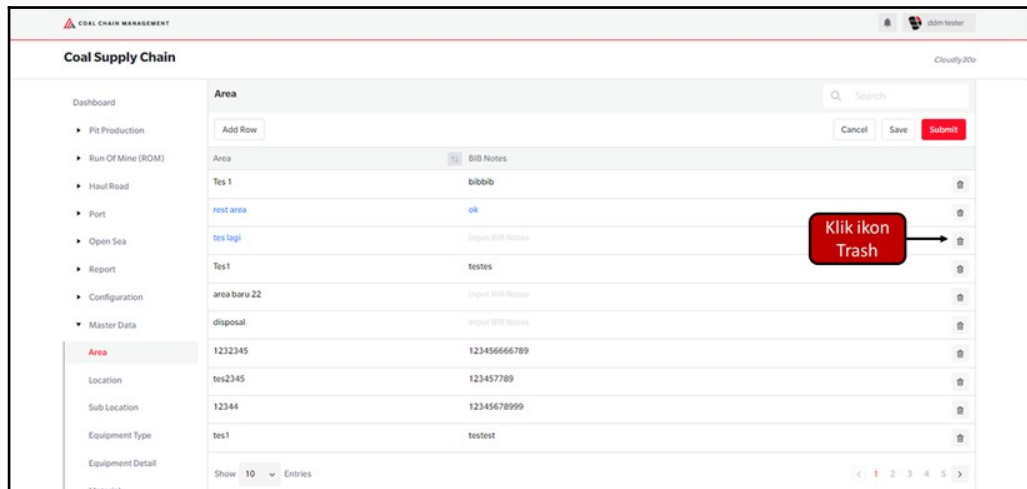 COAL CHAIN MANAGEMENT
ddm tester
Coal Supply Chain
Cloudfly30o
Dashboard
Pit Production
Run Of Mine (ROM)
Haul Road
Port
Open Sea
Report
Configuration
Master Data
Area
Location
Sub Location
Equipment Type
Equipment Detail
Area
Search
Add Row
Cancel Save Submit
Area BIB Notes
Tes 1 bibbib
rest area ok
tes lagi Input BIB Notes
Tes1 testes
area baru 22 Input BIB Notes
disposal Input BIB Notes
1232345 123456666789
tes2345 123457789
12344 12345678999
tes1 testest
Klik ikon
Trash
Show 10 Entries
< 1 2 3 4 5 >